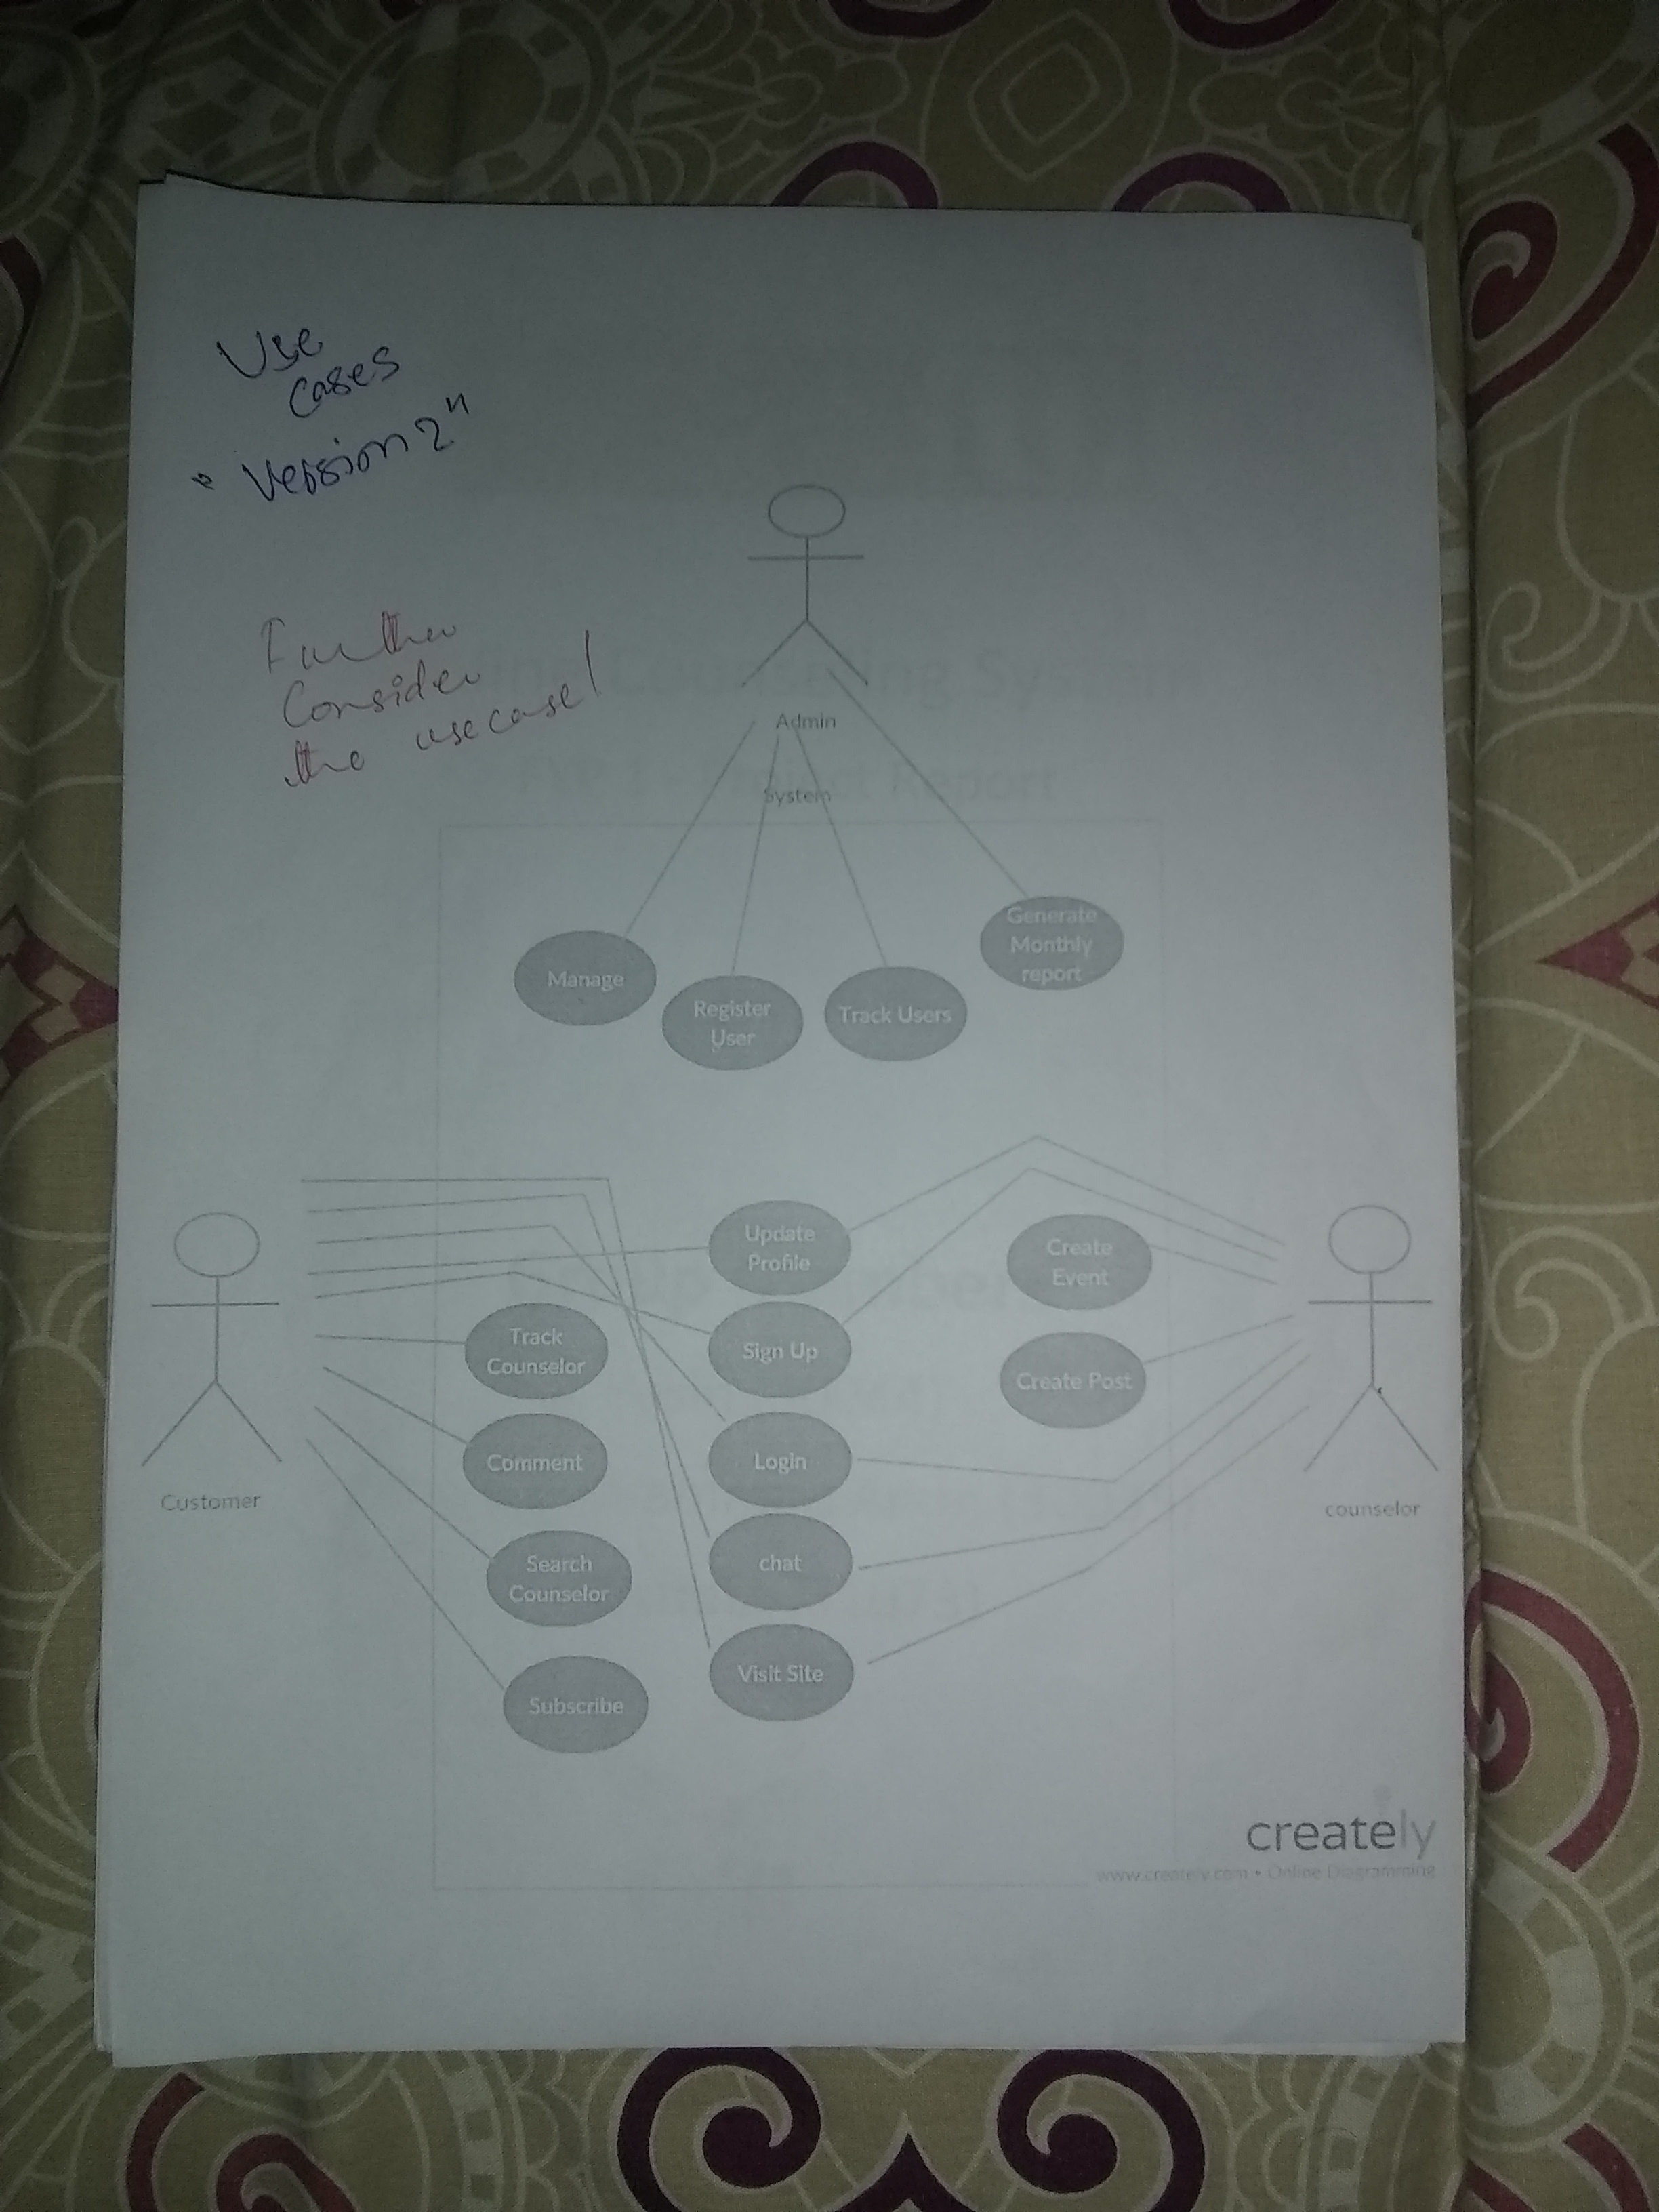 Use
cases
"Version 2"
Further
Consider
the usecase!
Admin
System
Manage
Register
User
Track Users
Generate
Monthly
report
Update
Profile
Create
Event
Track
Counselor
Sign Up
Create Post
Comment
Login
Customer
counselor
Search
Counselor
chat
Subscribe
Visit Site
creately
www.creately.com • Online Diagramming